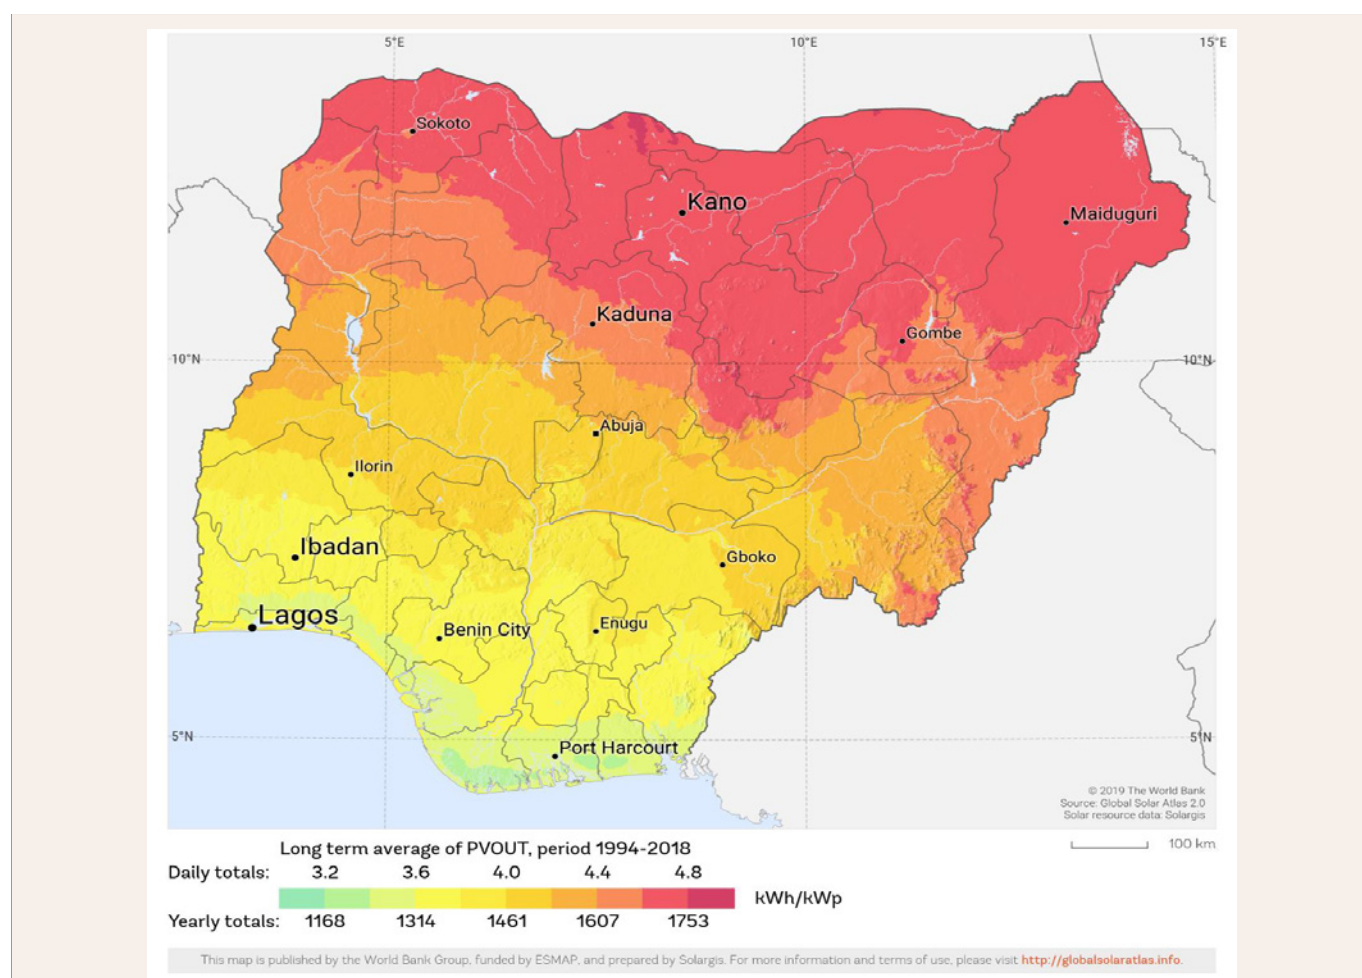 5°E 10°E 15°E
Sokoto
Kano
Maiduguri
Kaduna
Gombe
10°N 10°N
Abuja
Ilorin
Ibadan
Gboko
Lagos
Enugu
Benin City
5°N 5°N
Port Harcourt
© 2019 The World Bank
Source: Global Solar Atlas 2.0
Solar resource data: Solargis
100 km
Long term average of PVOUT, period 1994-2018
Daily totals: 3.2 3.6 4.0 4.4 4.8
kWh/kWp
Yearly totals: 1168 1314 1461 1607 1753
This map is published by the World Bank Group, funded by ESMAP, and prepared by Solargis. For more information and terms of use, please visit http://globalsolaratlas.info.